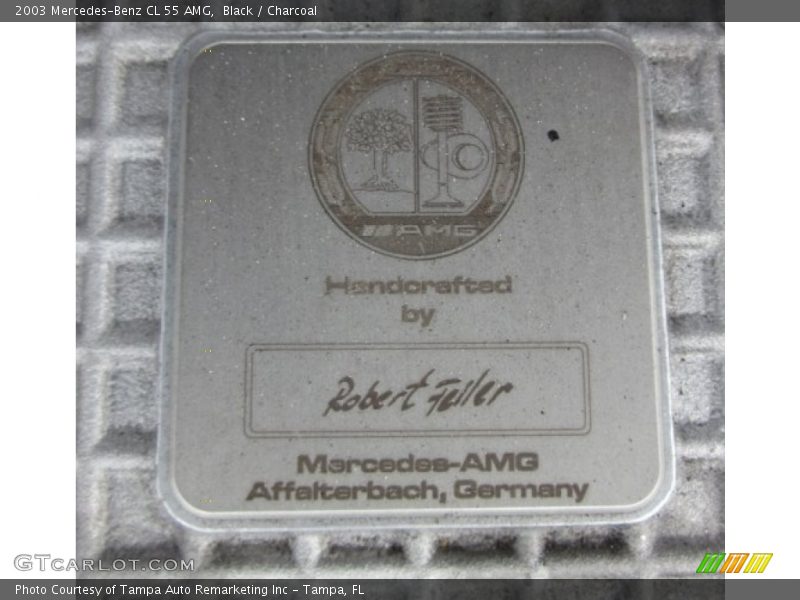 2003 Mercedes-Benz CL 55 AMG, Black / Charcoal
AMG
Handcrafted
by
Robert Feller
Mercedes-AMG
Affalterbach, Germany
GTCARLOT.COM
Photo Courtesy of Tampa Auto Remarketing Inc - Tampa, FL